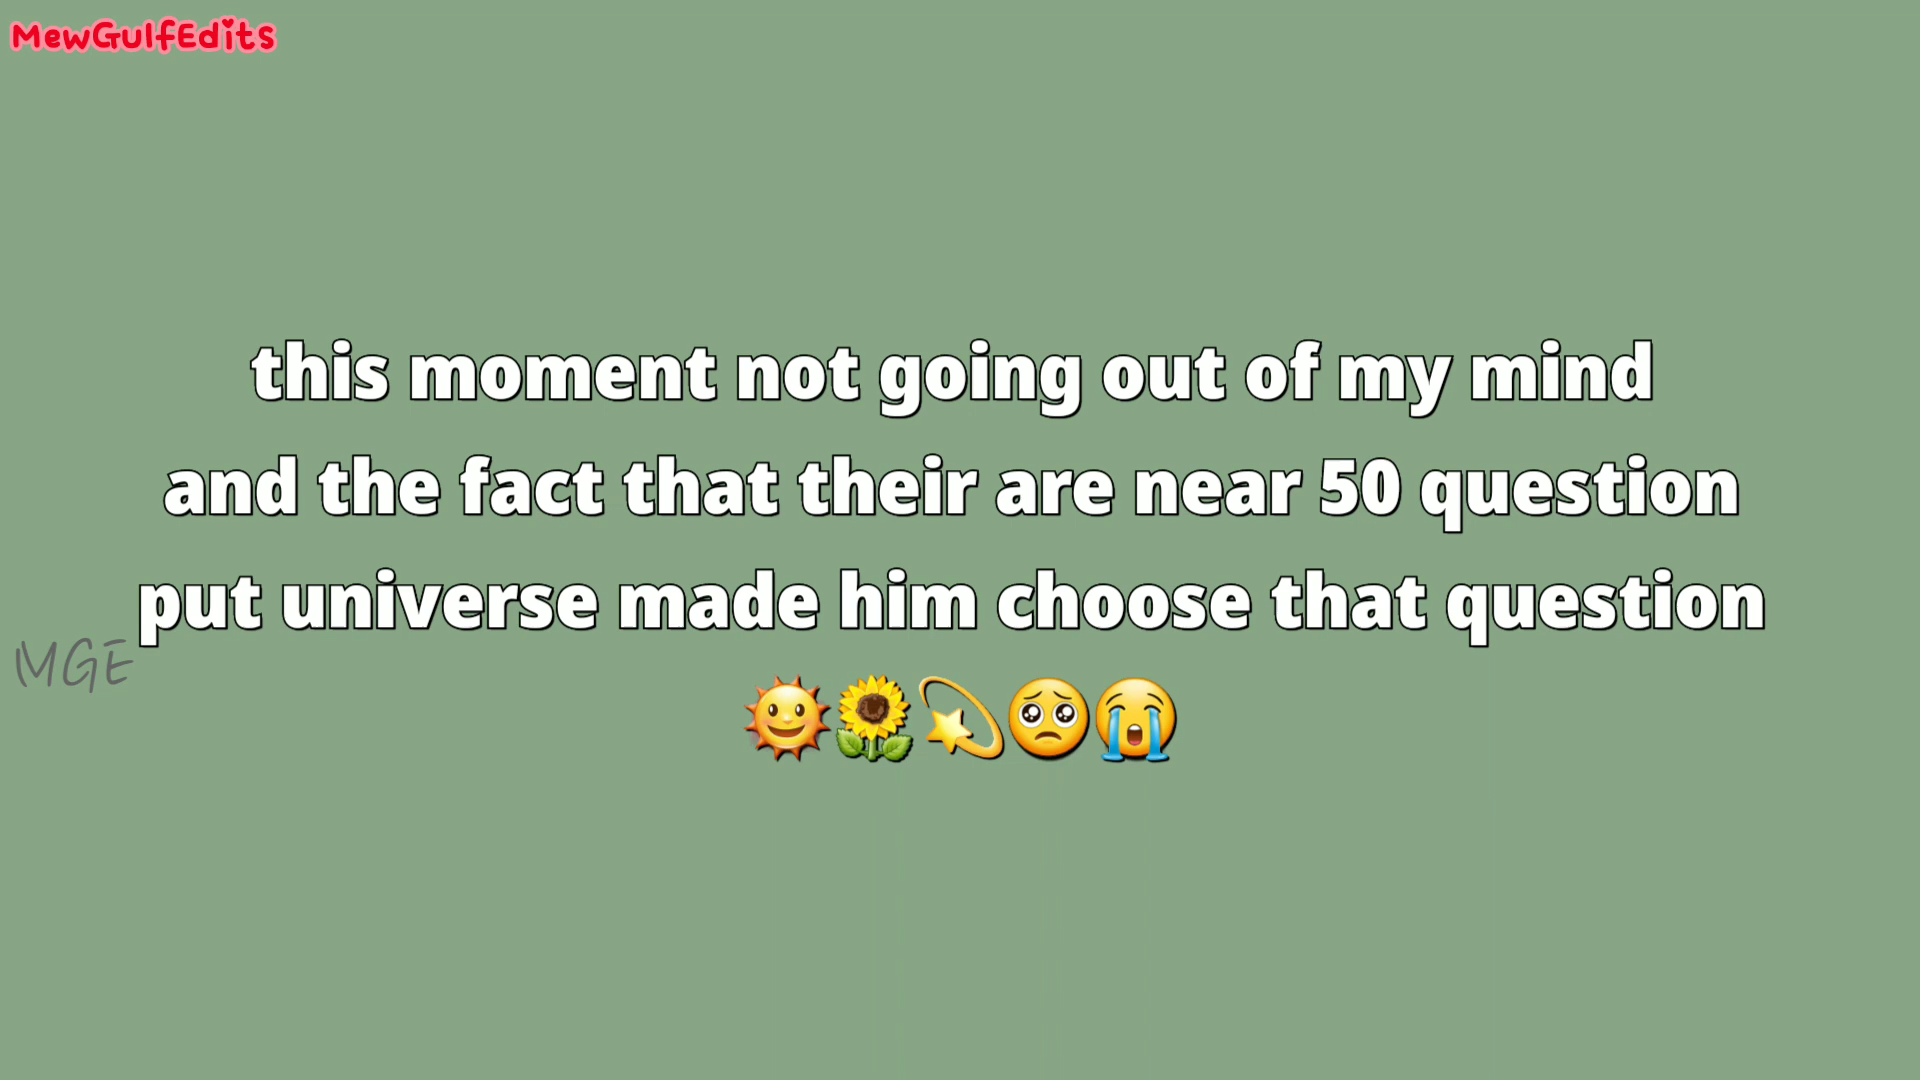 MewGulfEdits
this moment not going out of my mind
and the fact that their are near 50 question
put universe made him choose that question
MGE
🌞🌻💫🥺😭